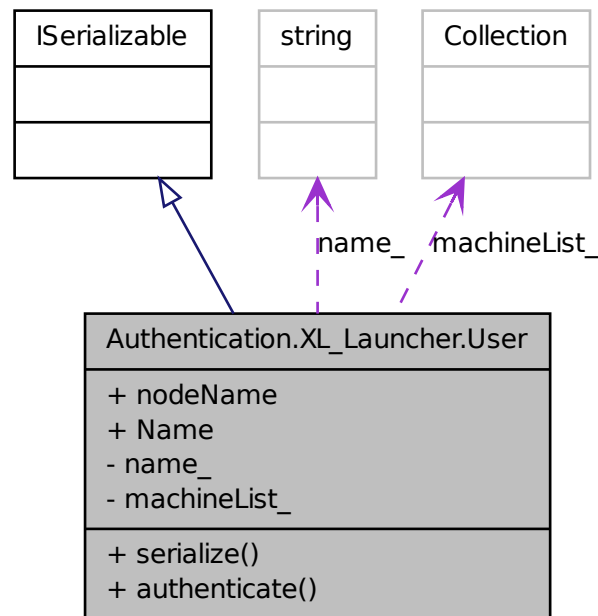 ISerializable
string
Collection
name_
machineList_
Authentication.XL_Launcher.User
+ nodeName
+ Name
- name_
- machineList_
+ serialize()
+ authenticate()